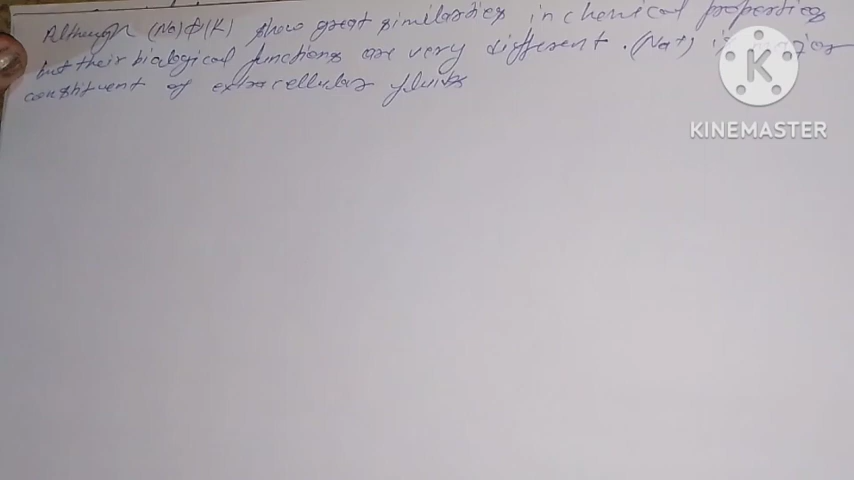 Although (Na) & (K) show great similarities in chemical properties
but their biological functions are very different. (Na+) is major
constituent of extracellular fluids
K
KINEMASTER